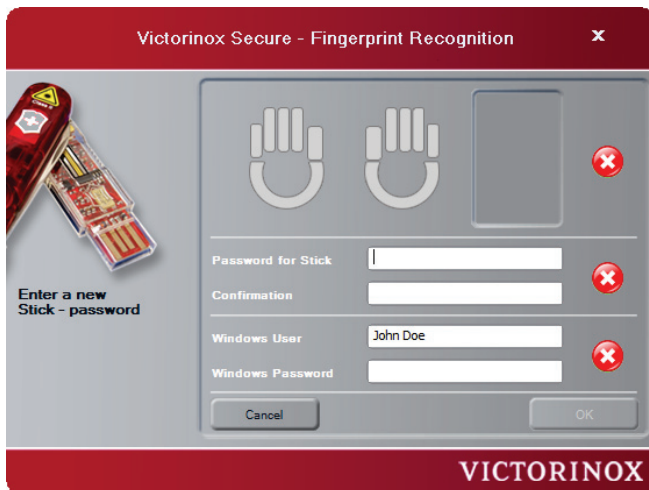 Victorinox Secure - Fingerprint Recognition x
Password for Stick
Confirmation
Enter a new
Stick - password
Windows User John Doe
Windows Password
Cancel OK
VICTORINOX